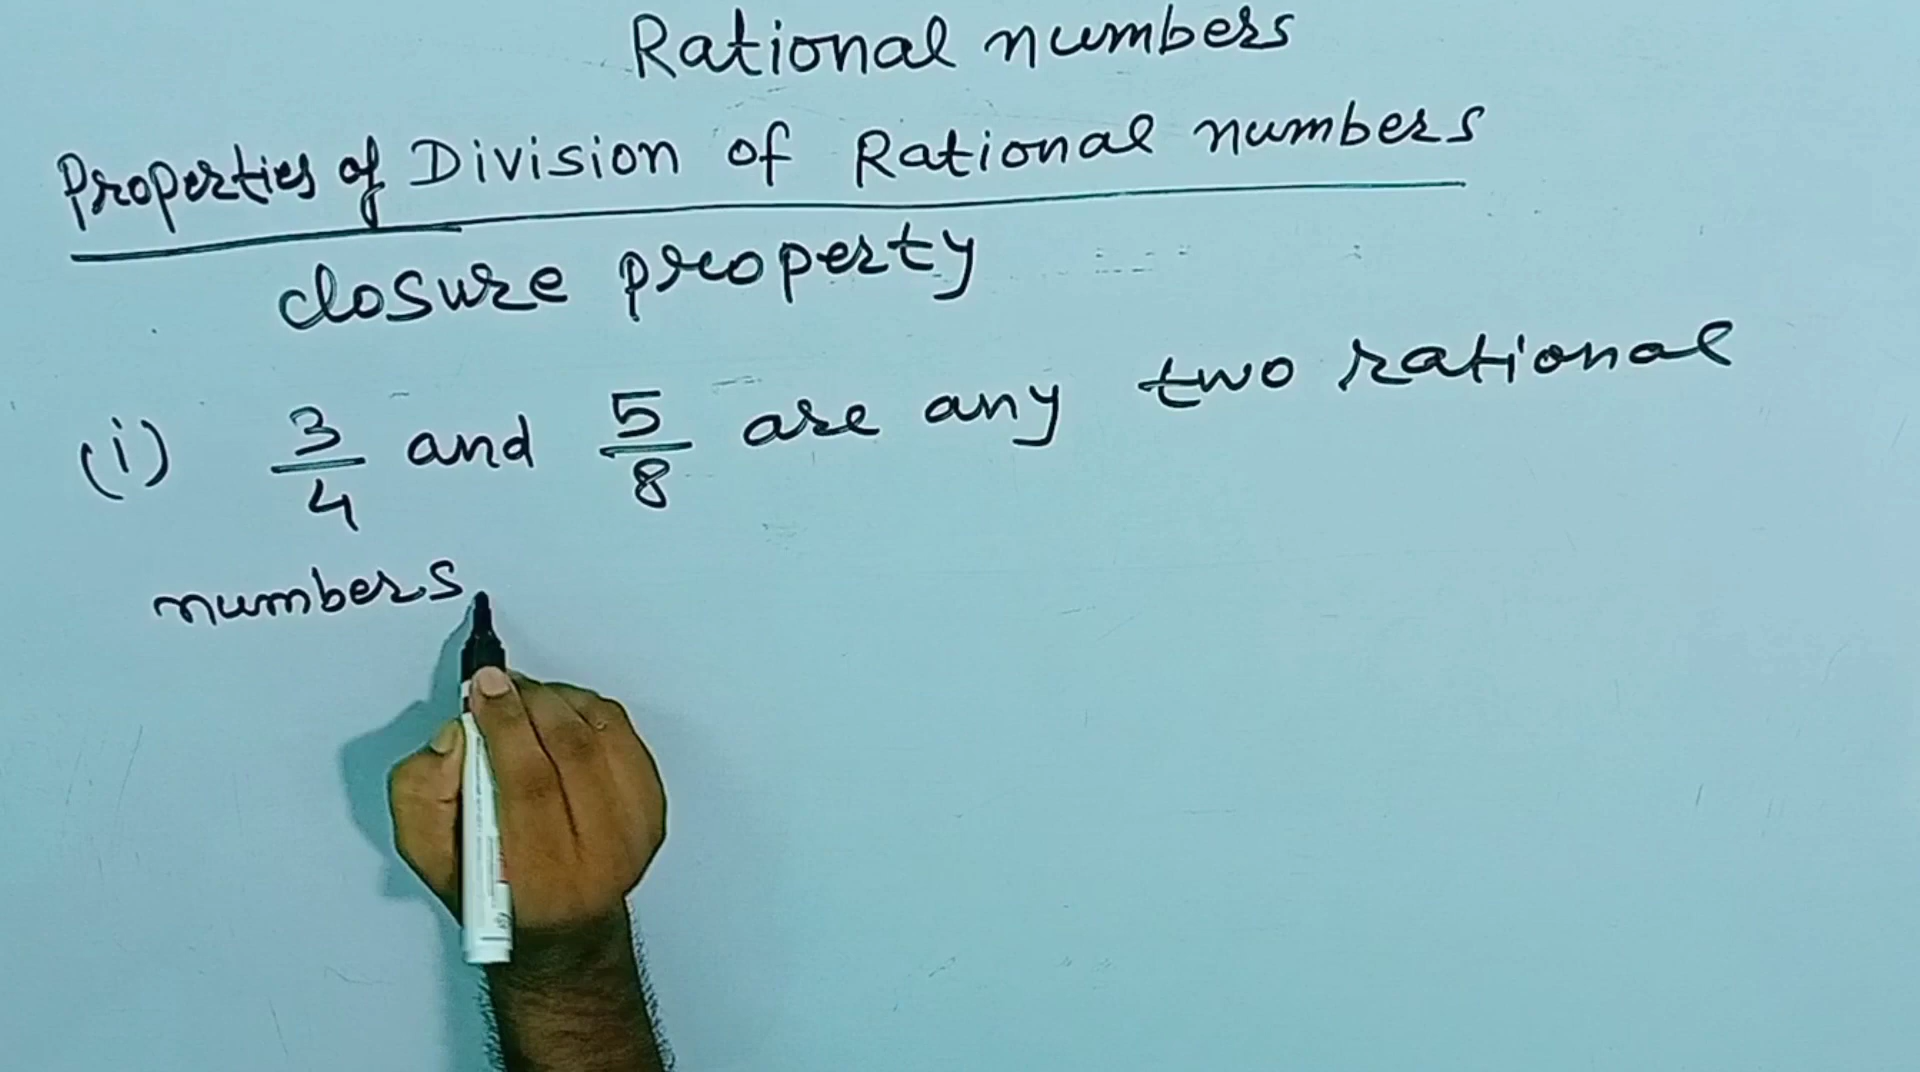 Rational numbers
Properties of Division of Rational numbers
closure property
(i) 3/4 and 5/8 are any two rational
numbers.